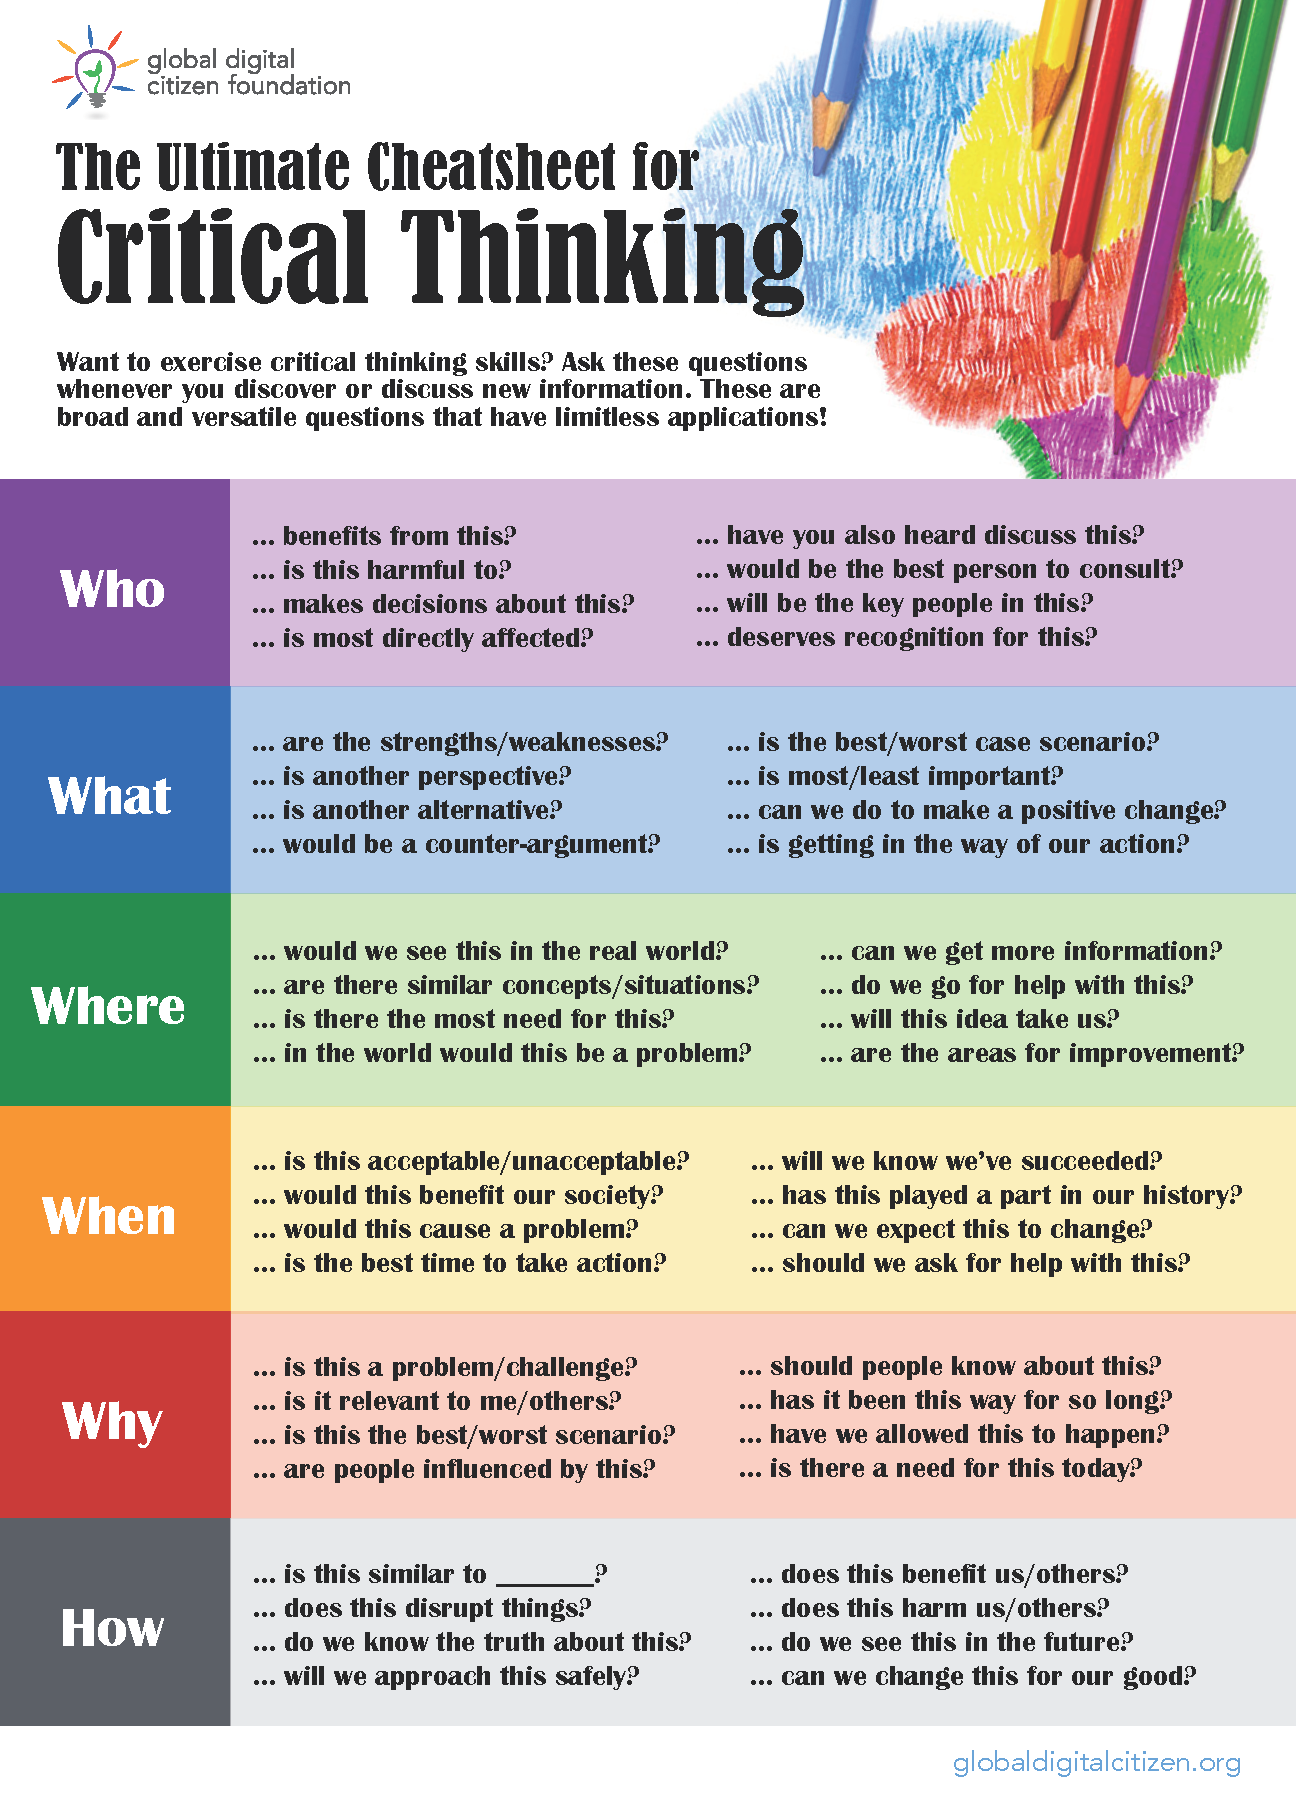 global digital
citizen foundation
The Ultimate Cheatsheet for
Critical Thinking
Want to exercise critical thinking skills? Ask these questions
whenever you discover or discuss new information. These are
broad and versatile questions that have limitless applications!
Who
... benefits from this?
... is this harmful to?
... makes decisions about this?
... is most directly affected?
... have you also heard discuss this?
... would be the best person to consult?
... will be the key people in this?
... deserves recognition for this?
What
... are the strengths/weaknesses?
... is another perspective?
... is another alternative?
... would be a counter-argument?
... is the best/worst case scenario?
... is most/least important?
... can we do to make a positive change?
... is getting in the way of our action?
Where
... would we see this in the real world?
... are there similar concepts/situations?
... is there the most need for this?
... in the world would this be a problem?
... can we get more information?
... do we go for help with this?
... will this idea take us?
... are the areas for improvement?
When
... is this acceptable/unacceptable?
... would this benefit our society?
... would this cause a problem?
... is the best time to take action?
... will we know we've succeeded?
... has this played a part in our history?
... can we expect this to change?
... should we ask for help with this?
Why
... is this a problem/challenge?
... is it relevant to me/others?
... is this the best/worst scenario?
... are people influenced by this?
... should people know about this?
... has it been this way for so long?
... have we allowed this to happen?
... is there a need for this today?
How
... is this similar to _______?
... does this disrupt things?
... do we know the truth about this?
... will we approach this safely?
... does this benefit us/others?
... does this harm us/others?
... do we see this in the future?
... can we change this for our good?
globaldigitalcitizen.org